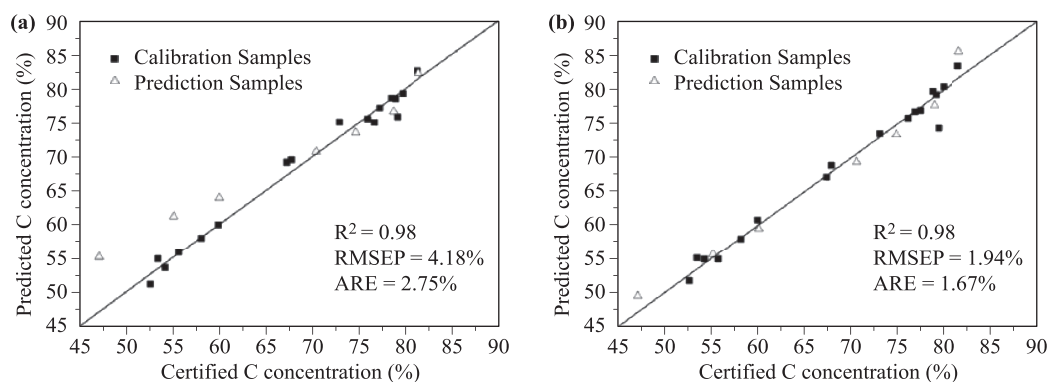 (a)
90
85
80
75
70
65
60
55
50
45
Predicted C concentration (%)
Calibration Samples
Prediction Samples
R² = 0.98
RMSEP = 4.18%
ARE = 2.75%
45 50 55 60 65 70 75 80 85 90
Certified C concentration (%)
(b)
90
85
80
75
70
65
60
55
50
45
Predicted C concentration (%)
Calibration Samples
Prediction Samples
R² = 0.98
RMSEP = 1.94%
ARE = 1.67%
45 50 55 60 65 70 75 80 85 90
Certified C concentration (%)